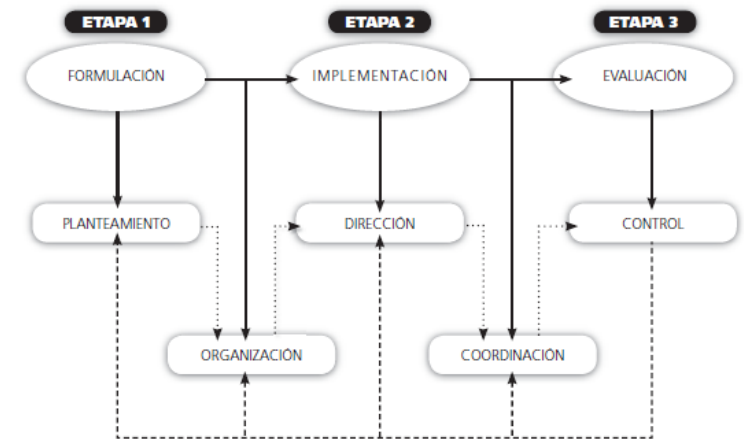 ETAPA 1
ETAPA 2
ETAPA 3
FORMULACIÓN
IMPLEMENTACIÓN
EVALUACIÓN
PLANTEAMIENTO
DIRECCIÓN
CONTROL
ORGANIZACIÓN
COORDINACIÓN